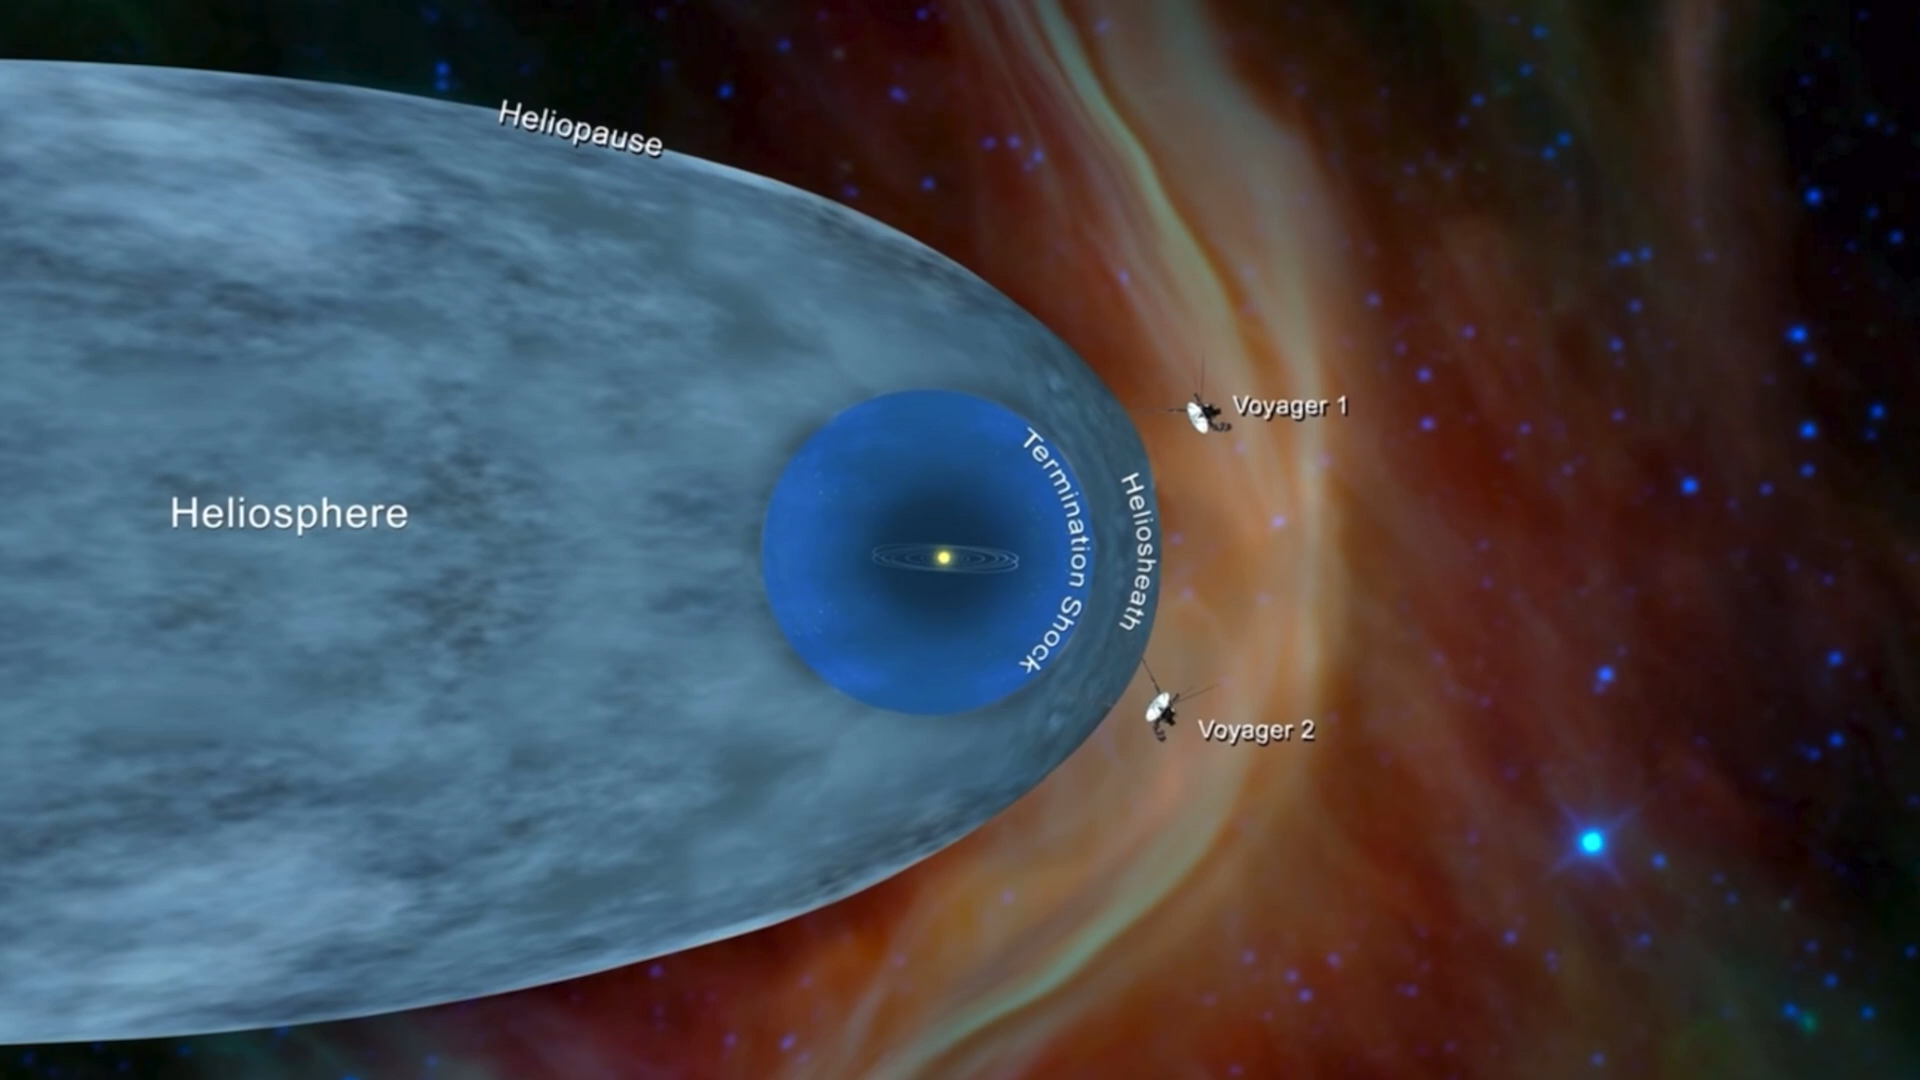 Heliopause
Voyager 1
Termination Shock
Heliosheath
Heliosphere
Voyager 2